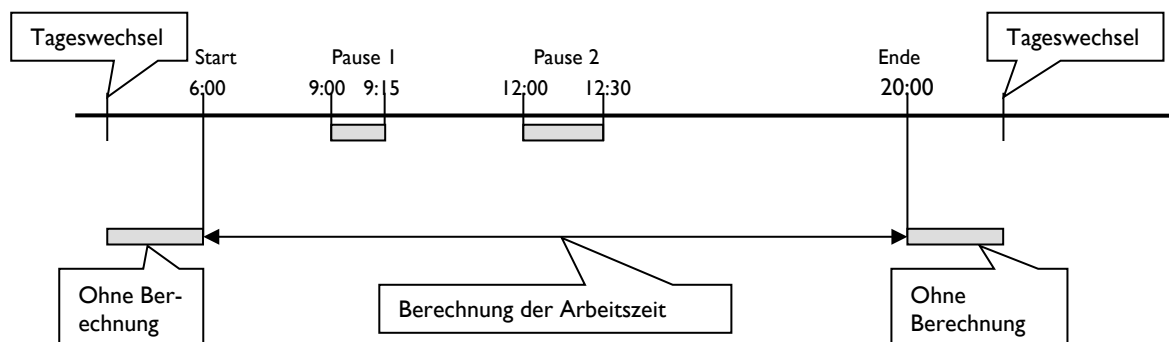 Tageswechsel
Tageswechsel
Start
Pause 1
Pause 2
Ende
6:00
9:00
9:15
12:00
12:30
20:00
Ohne Ber-
echnung
Berechnung der Arbeitszeit
Ohne
Berechnung